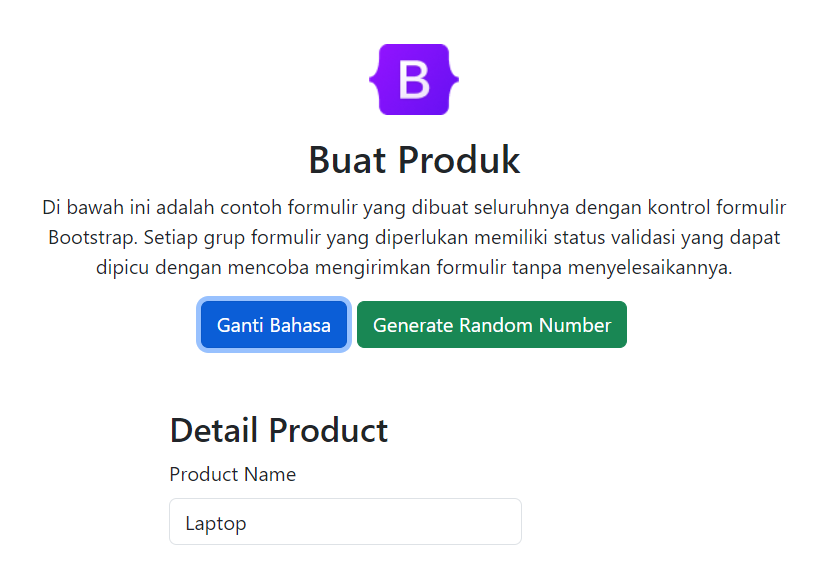 B
Buat Produk
Di bawah ini adalah contoh formulir yang dibuat seluruhnya dengan kontrol formulir
Bootstrap. Setiap grup formulir yang diperlukan memiliki status validasi yang dapat
dipicu dengan mencoba mengirimkan formulir tanpa menyelesaikannya.
Ganti Bahasa Generate Random Number
Detail Product
Product Name
Laptop